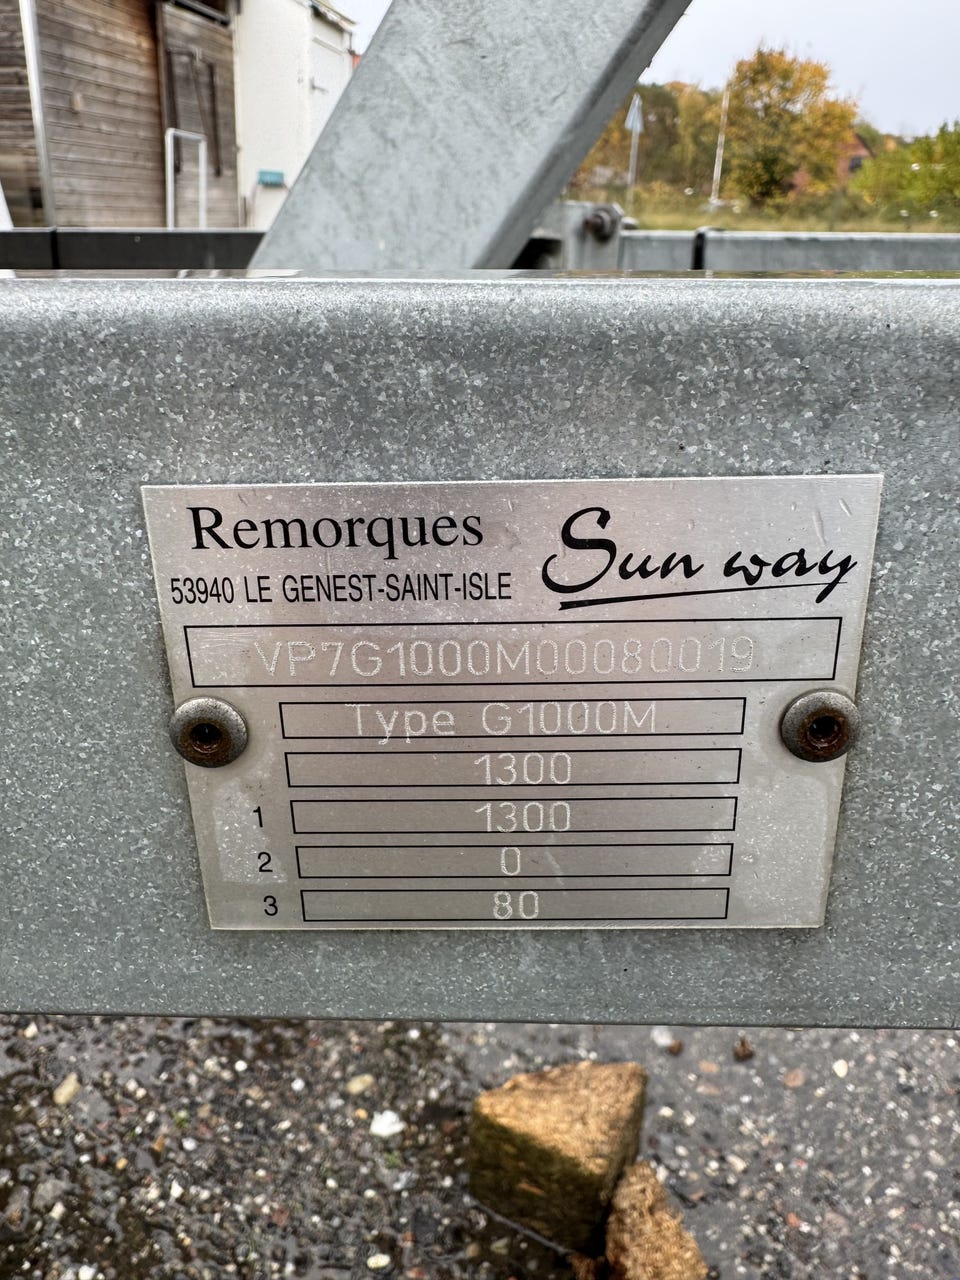 Remorques
Sun way
53940 LE GENEST-SAINT-ISLE
VP7G1000M00080019
Type G1000M
1300
1 1300
2 0
3 80